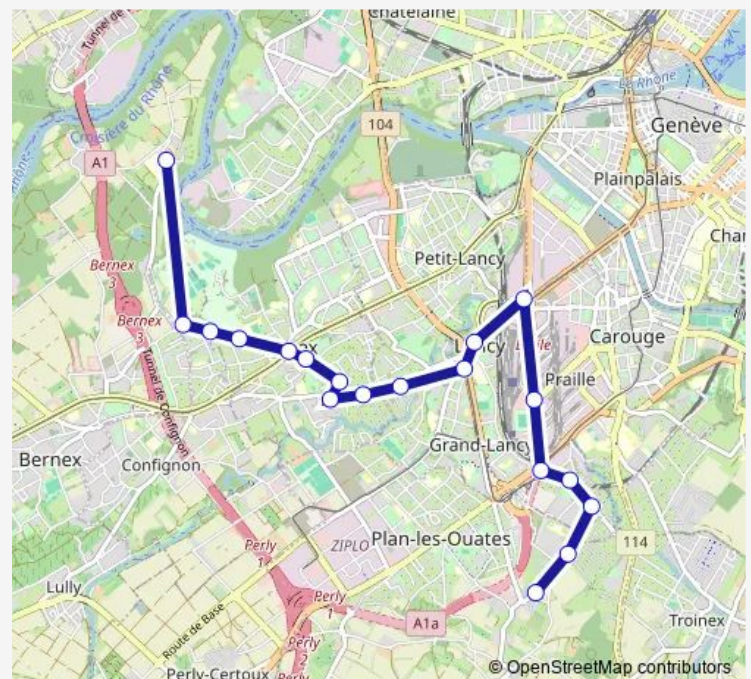 Châtelaine
Tunnel de
Croisière du Rhône
Le Rhône
Rhône
104
Genève
A1
Plainpalais
Bernex
3
Petit-Lancy
Bernex
3
Carouge
Praille
Tunnel de Confignon
Grand-Lancy
Bernex
Confignon
114
Plan-les-Ouates
ZIPLO
Perly
1
Lully
Perly
1
Route de Base
A1a
Troinex
Perly
2
Perly-Certoux
Perly
© OpenStreetMap contributors